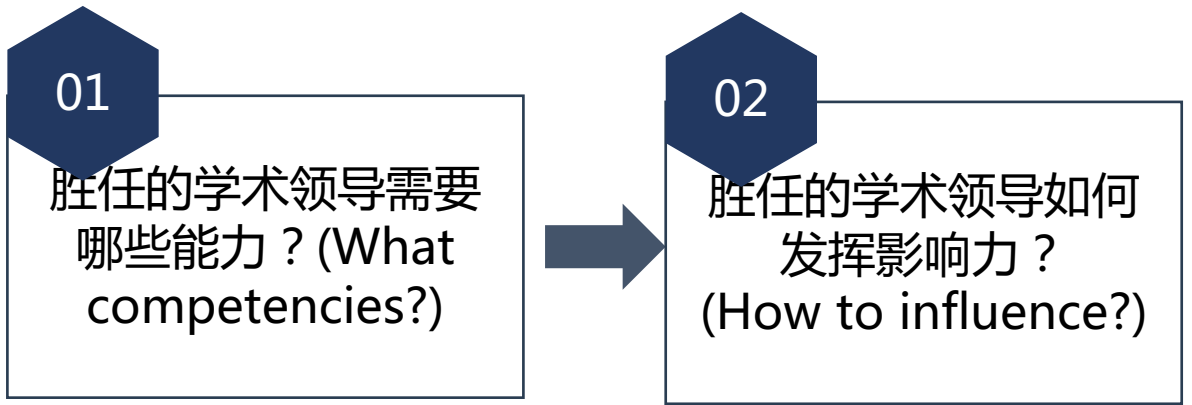 01
胜任的学术领导需要
哪些能力？(What
competencies?)
02
胜任的学术领导如何
发挥影响力？
(How to influence?)